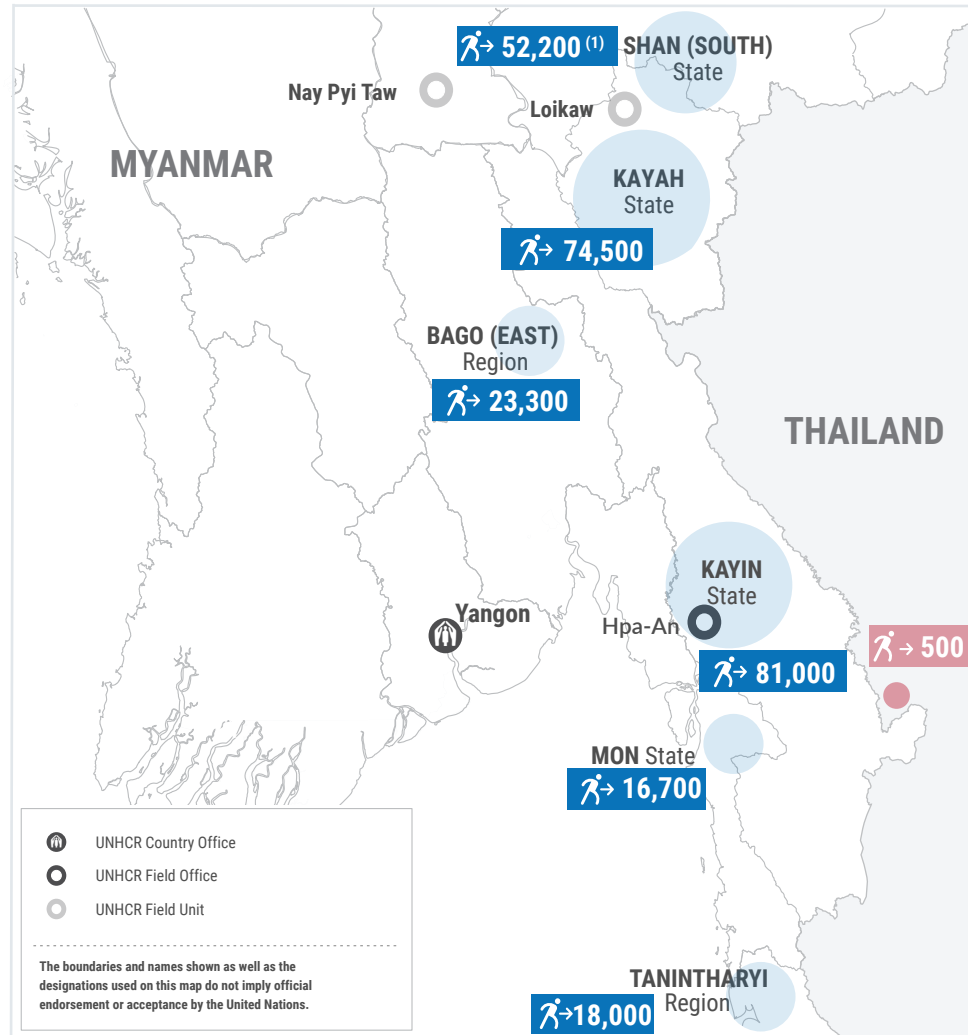 52,200 (1)
SHAN (SOUTH)
State
Nay Pyi Taw
Loikaw
MYANMAR
KAYAH
State
74,500
BAGO (EAST)
Region
23,300
THAILAND
KAYIN
State
Yangon
Hpa-An
500
81,000
MON State
16,700
UNHCR Country Office
UNHCR Field Office
UNHCR Field Unit
The boundaries and names shown as well as the
designations used on this map do not imply official
endorsement or acceptance by the United Nations.
TANINTHARYI
Region
18,000